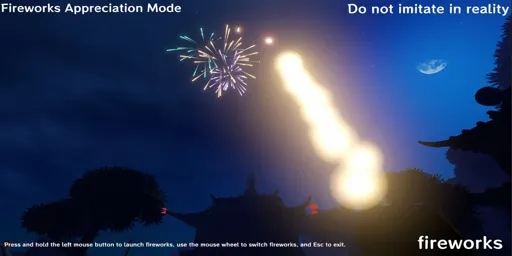 Fireworks Appreciation Mode
Do not imitate in reality
Press and hold the left mouse button to launch fireworks, use the mouse wheel to switch fireworks, and Esc to exit.
fireworks